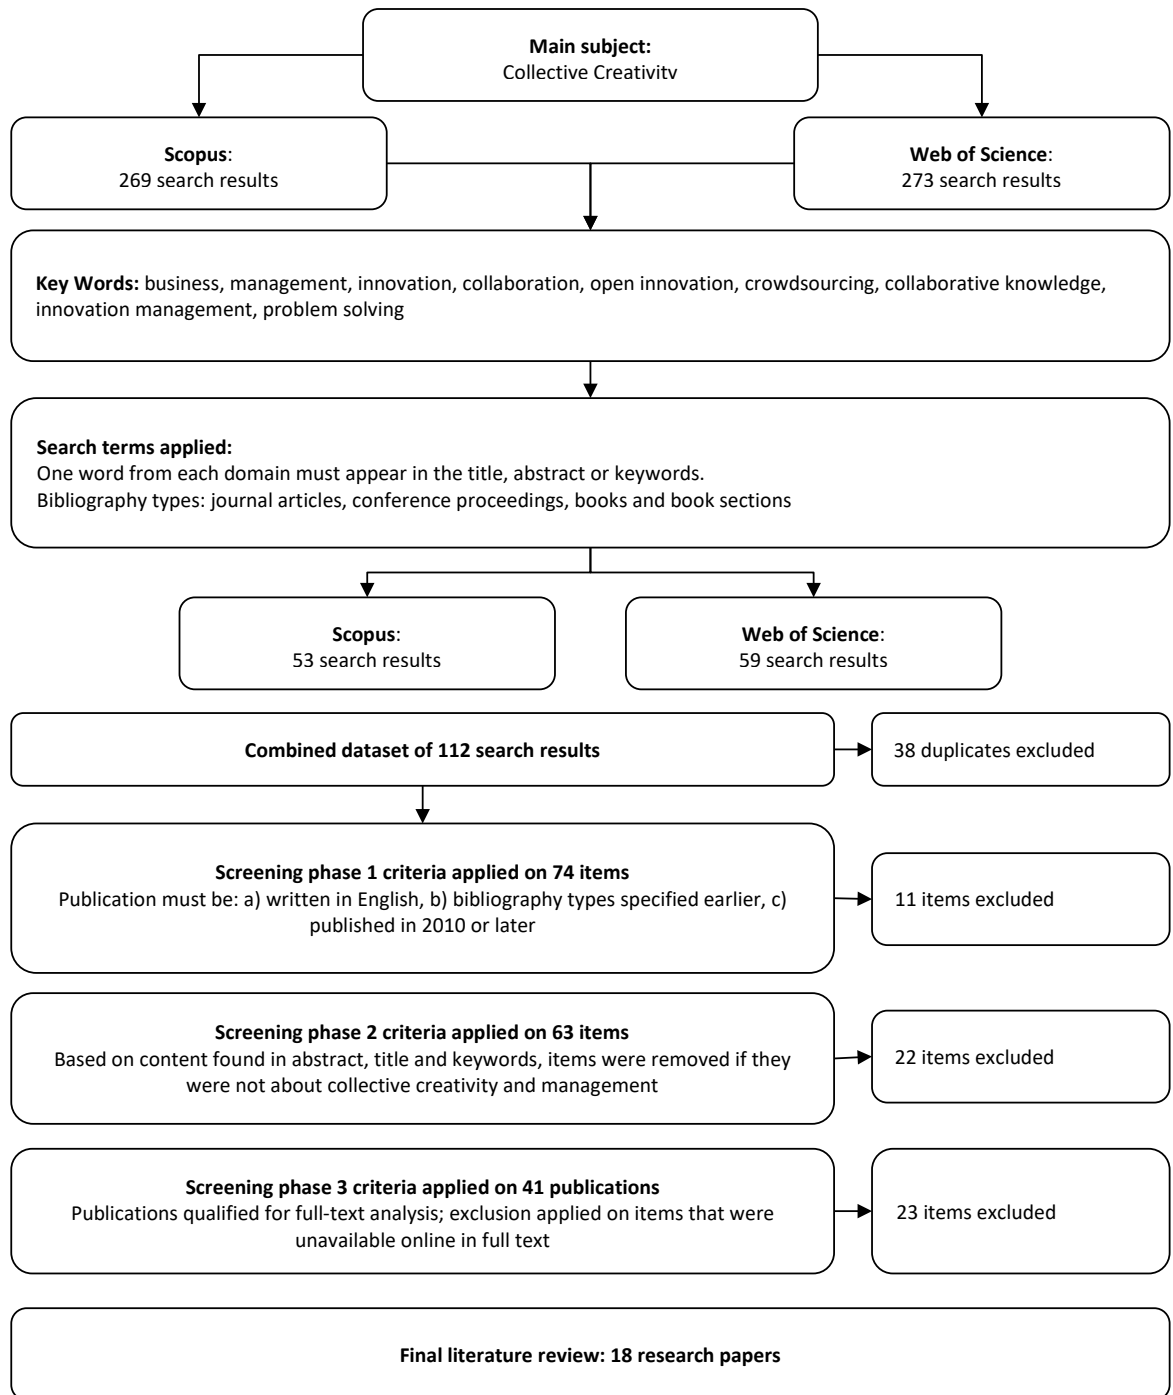 Main subject:
Collective Creativity
Scopus:
269 search results
Web of Science:
273 search results
Key Words: business, management, innovation, collaboration, open innovation, crowdsourcing, collaborative knowledge,
innovation management, problem solving
Search terms applied:
One word from each domain must appear in the title, abstract or keywords.
Bibliography types: journal articles, conference proceedings, books and book sections
Scopus:
53 search results
Web of Science:
59 search results
Combined dataset of 112 search results
38 duplicates excluded
Screening phase 1 criteria applied on 74 items
Publication must be: a) written in English, b) bibliography types specified earlier, c)
published in 2010 or later
11 items excluded
Screening phase 2 criteria applied on 63 items
Based on content found in abstract, title and keywords, items were removed if they
were not about collective creativity and management
22 items excluded
Screening phase 3 criteria applied on 41 publications
Publications qualified for full-text analysis; exclusion applied on items that were
unavailable online in full text
23 items excluded
Final literature review: 18 research papers